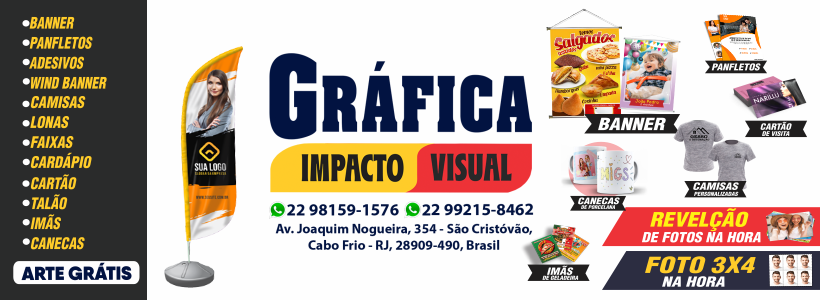 •BANNER
•PANFLETOS
•ADESIVOS
•WIND BANNER
•CAMISAS
•LONAS
•FAIXAS
•CARDÁPIO
•CARTÃO
•TALÃO
•IMÃS
•CANECAS
ARTE GRÁTIS
SUA LOGO
GRÁFICA
IMPACTO VISUAL
22 98159-1576 22 99215-8462
Av. Joaquim Nogueira, 354 - São Cristóvão,
Cabo Frio - RJ, 28909-490, Brasil
Salgados
BANNER
PANFLETOS
NARILLU
CARTÃO
DE VISITA
CAMISAS
PERSONALIZADAS
MIGS
CANECAS
DE PORCELANA
IMÃS
DE GELADEIRA
REVELÇÃO
DE FOTOS NA HORA
FOTO 3X4
NA HORA